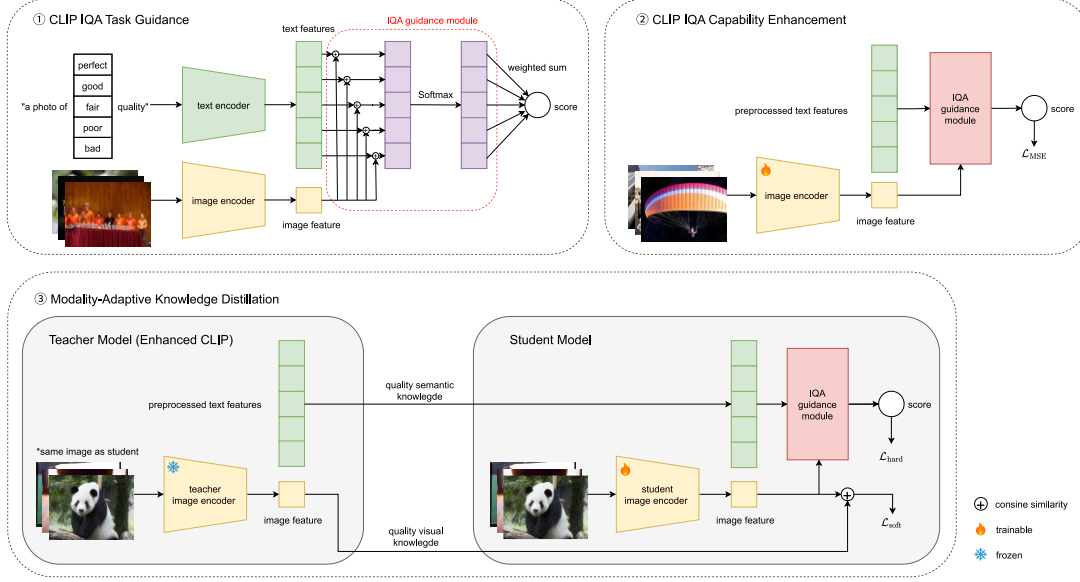 ① CLIP IQA Task Guidance
text features
IQA guidance module
perfect
good
"a photo of
fair
quality"
poor
bad
text encoder
Softmax
weighted sum
score
image encoder
image feature
② CLIP IQA Capability Enhancement
preprocessed text features
IQA
guidance
module
score
ℒMSE
image encoder
image feature
③ Modality-Adaptive Knowledge Distillation
Teacher Model (Enhanced CLIP)
preprocessed text features
*same image as student
teacher
image encoder
image feature
quality semantic
knowlegde
quality visual
knowlegde
Student Model
IQA
guidance
module
score
ℒhard
student
image encoder
image feature
ℒsoft
consine similarity
trainable
frozen